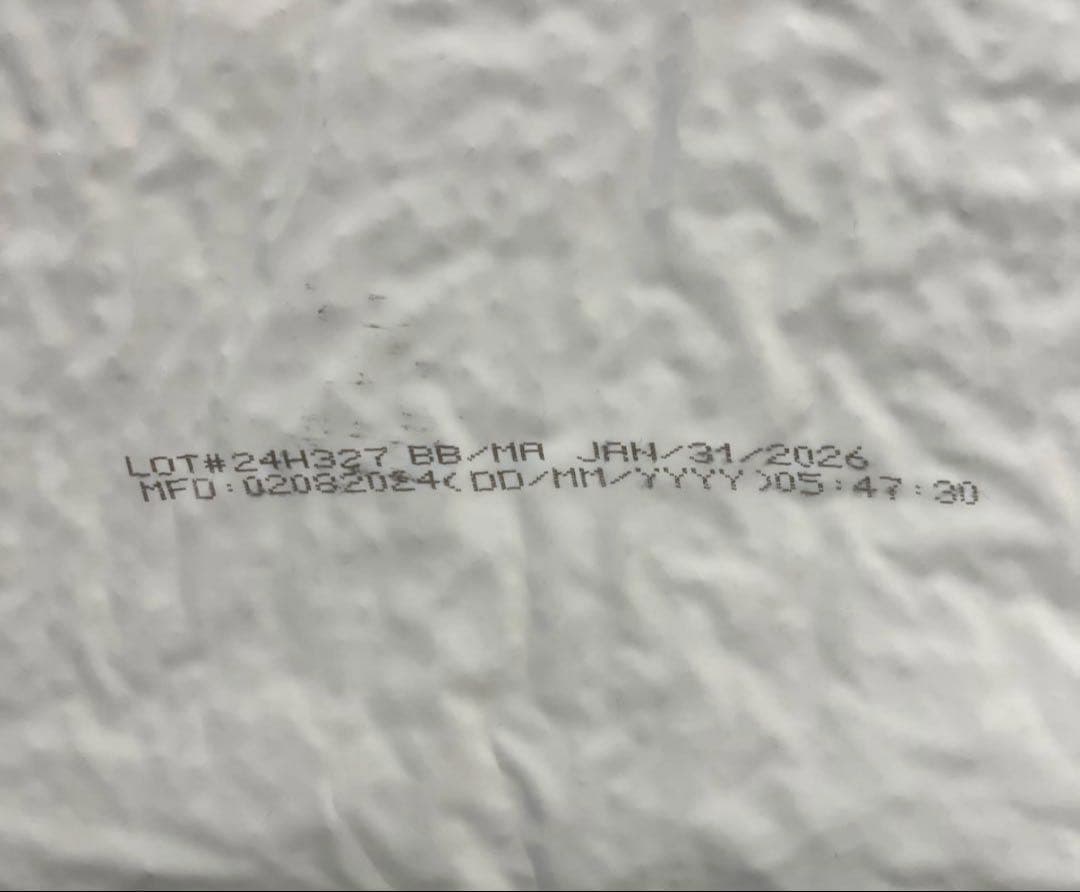 LOT#24H327 BB/MA JAN/31/2026
MFD:02082024(DD/MM/YYYY)05:47:30